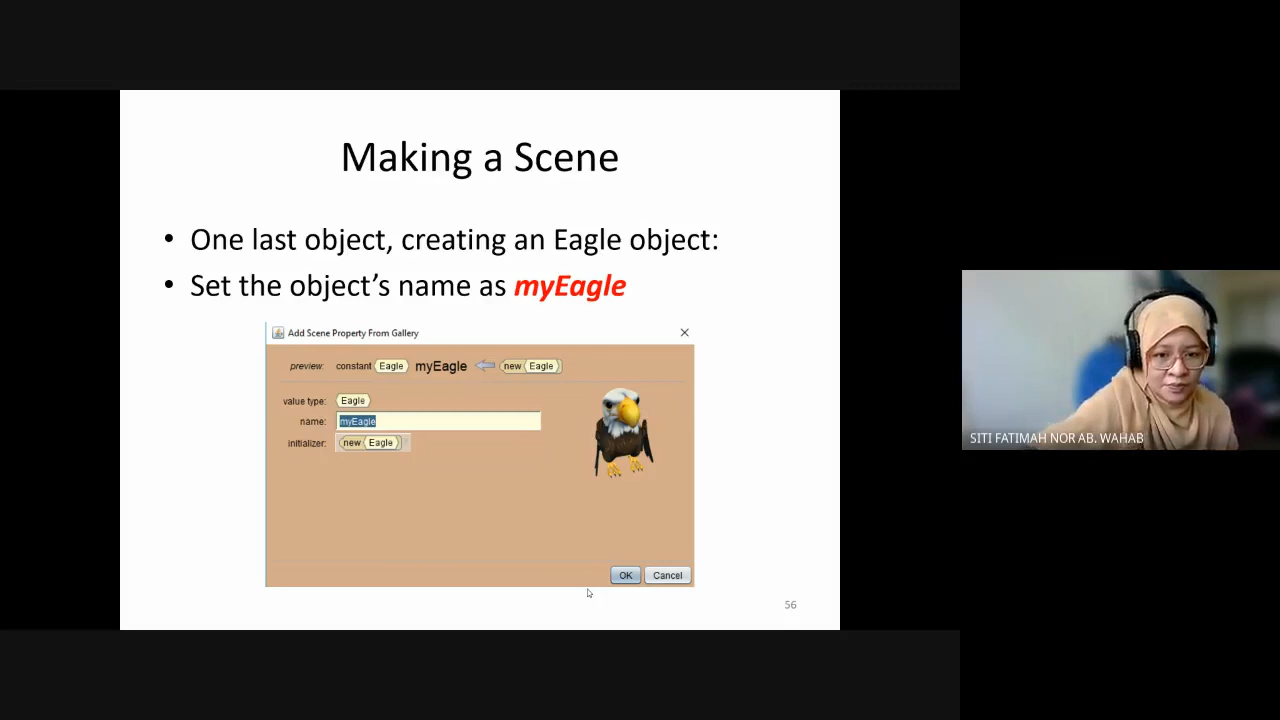 Making a Scene
• One last object, creating an Eagle object:
• Set the object's name as myEagle
Add Scene Property From Gallery
preview: constant Eagle myEagle new Eagle
value type: Eagle
name: myEagle
initializer: new Eagle
OK Cancel
56
SITI FATIMAH NOR AB. WAHAB